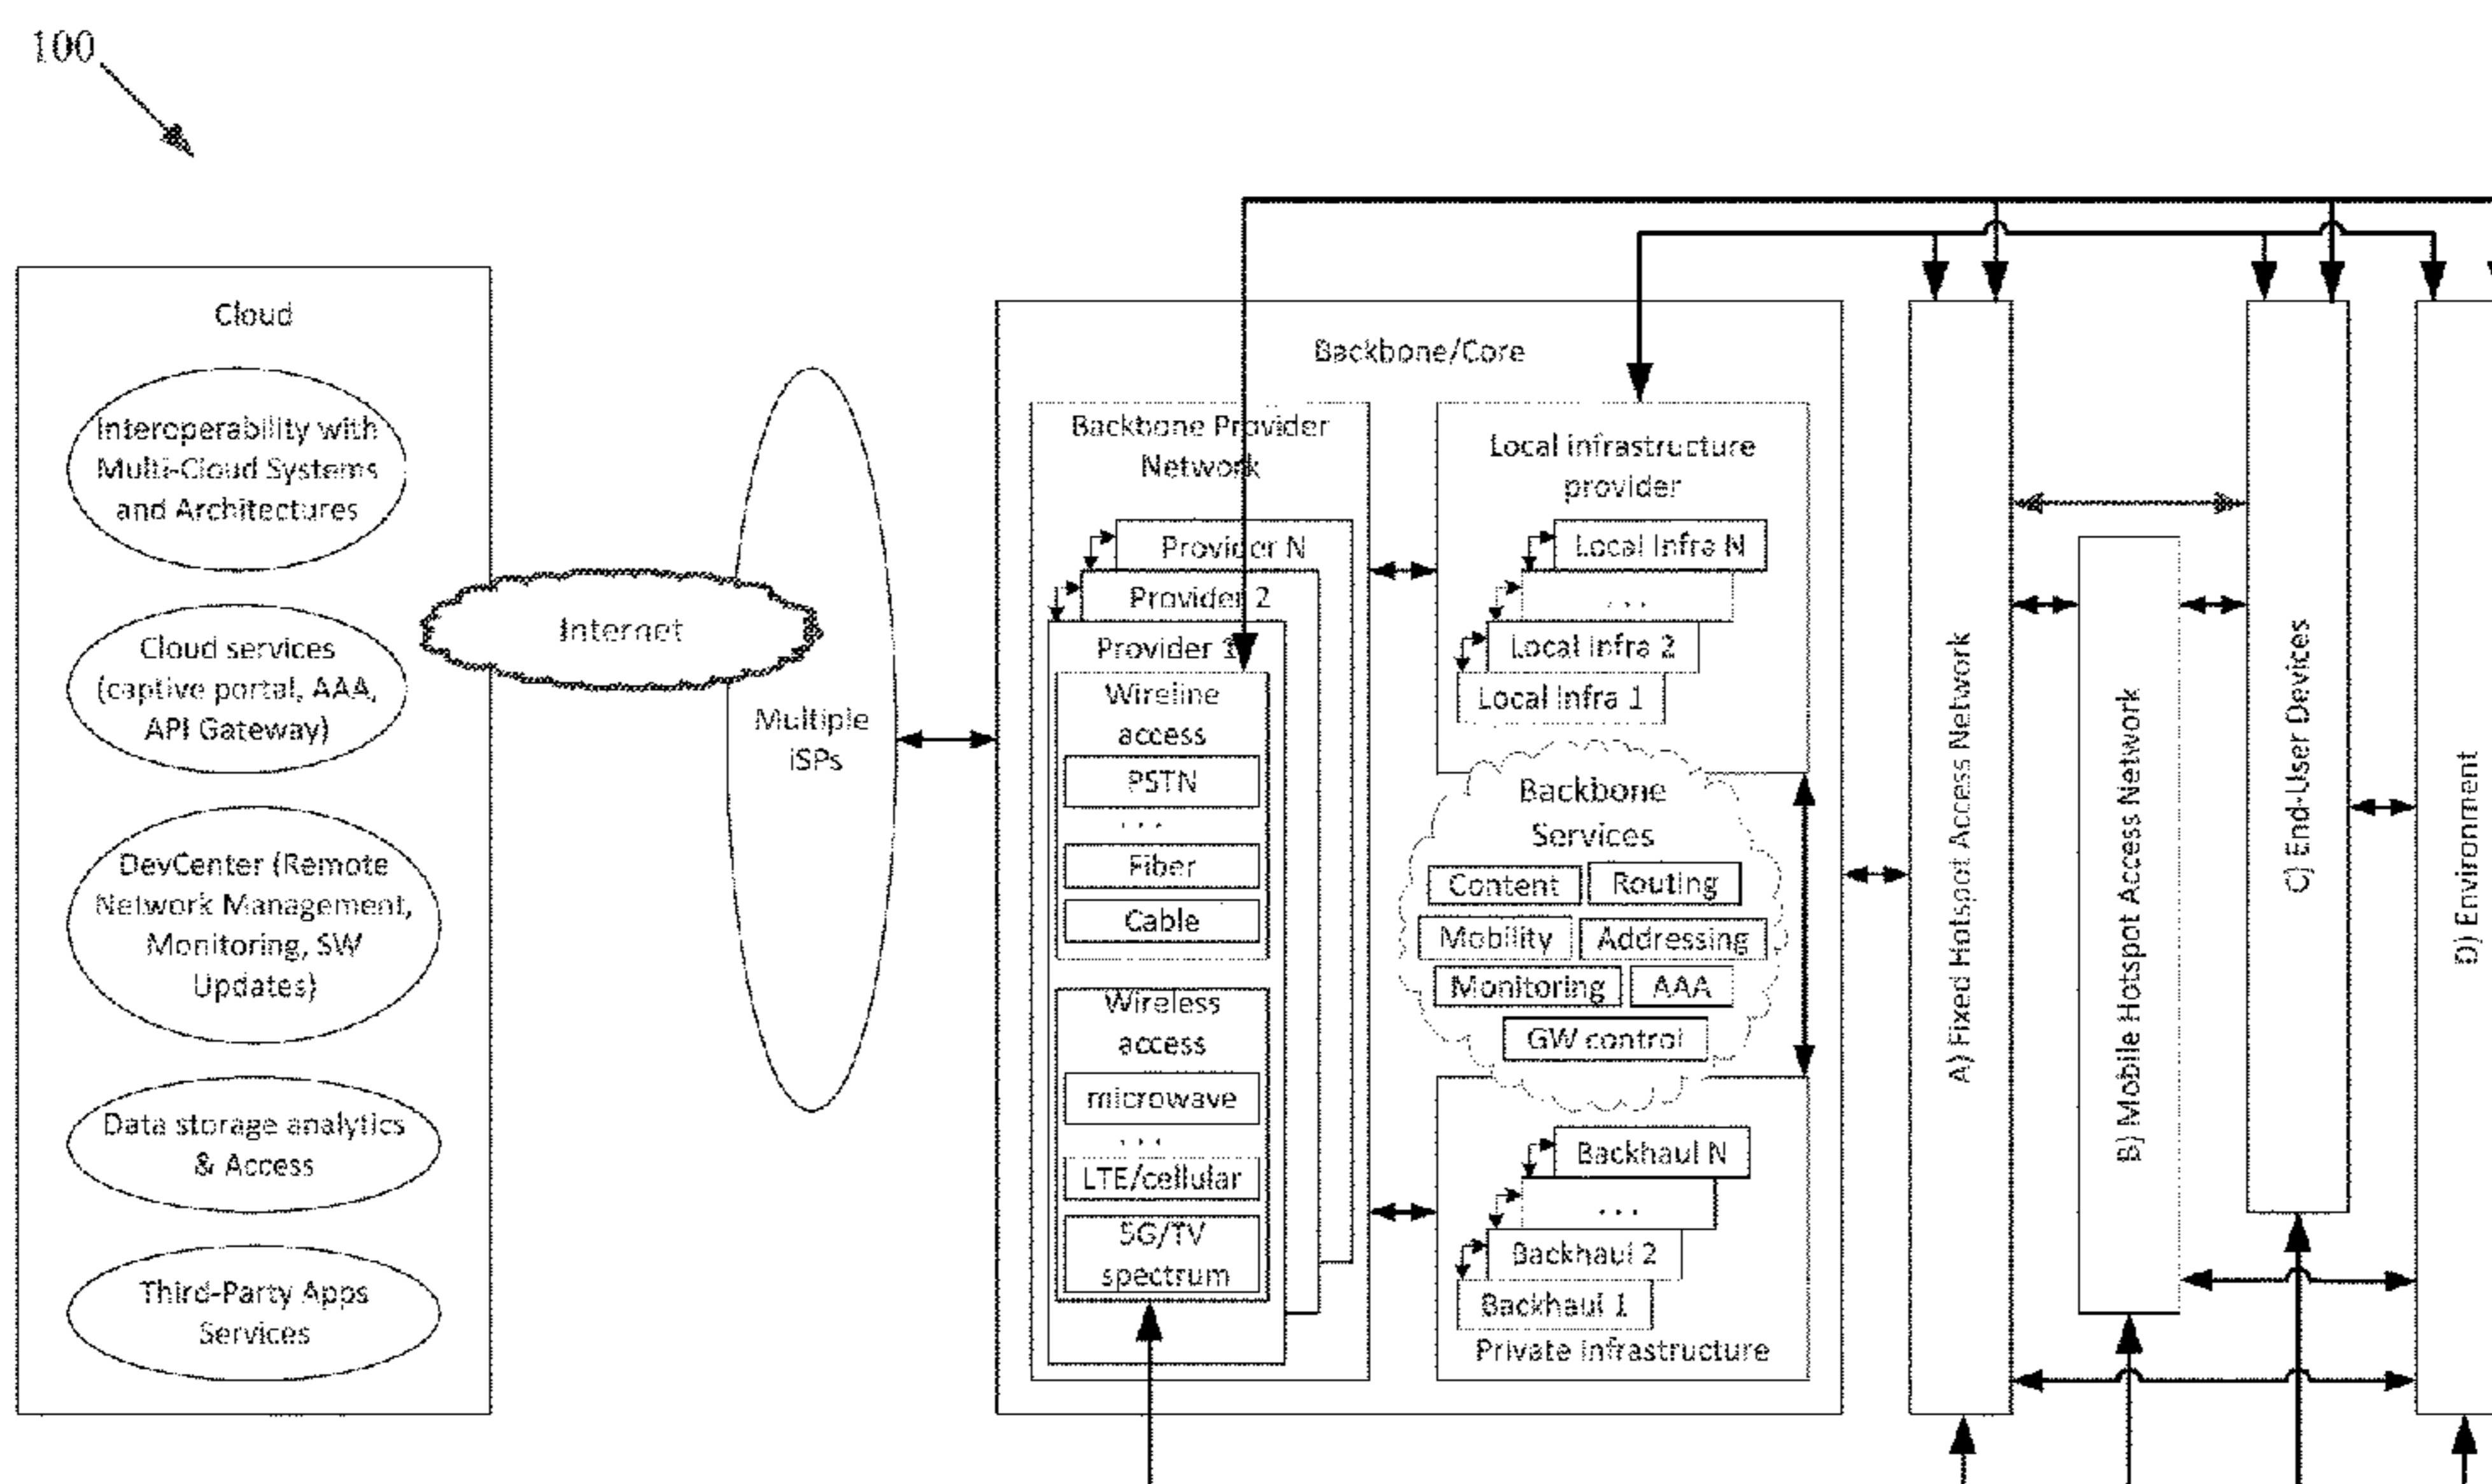 100
Cloud
Interoperability with
Multi-Cloud Systems
and Architectures
Cloud services
(captive portal, AAA,
API Gateway)
DevCenter (Remote
Network Management,
Monitoring, SW
Updates)
Data storage analytics
& Access
Third-Party Apps
Services
Internet
Multiple
ISPs
Backbone/Core
Backbone Provider
Network
Provider N
Provider 2
Provider 1
Wireline
access
PSTN
...
Fiber
Cable
Wireless
access
microwave
...
LTE/cellular
5G/TV
spectrum
Local infrastructure
provider
Local Infra N
...
Local Infra 2
Local Infra 1
Backbone
Services
Content
Routing
Mobility
Addressing
Monitoring
AAA
GW control
Backhaul N
...
Backhaul 2
Backhaul 1
Private infrastructure
A) Fixed Hotspot Access Network
B) Mobile Hotspot Access Network
C) End-User Devices
D) Environment